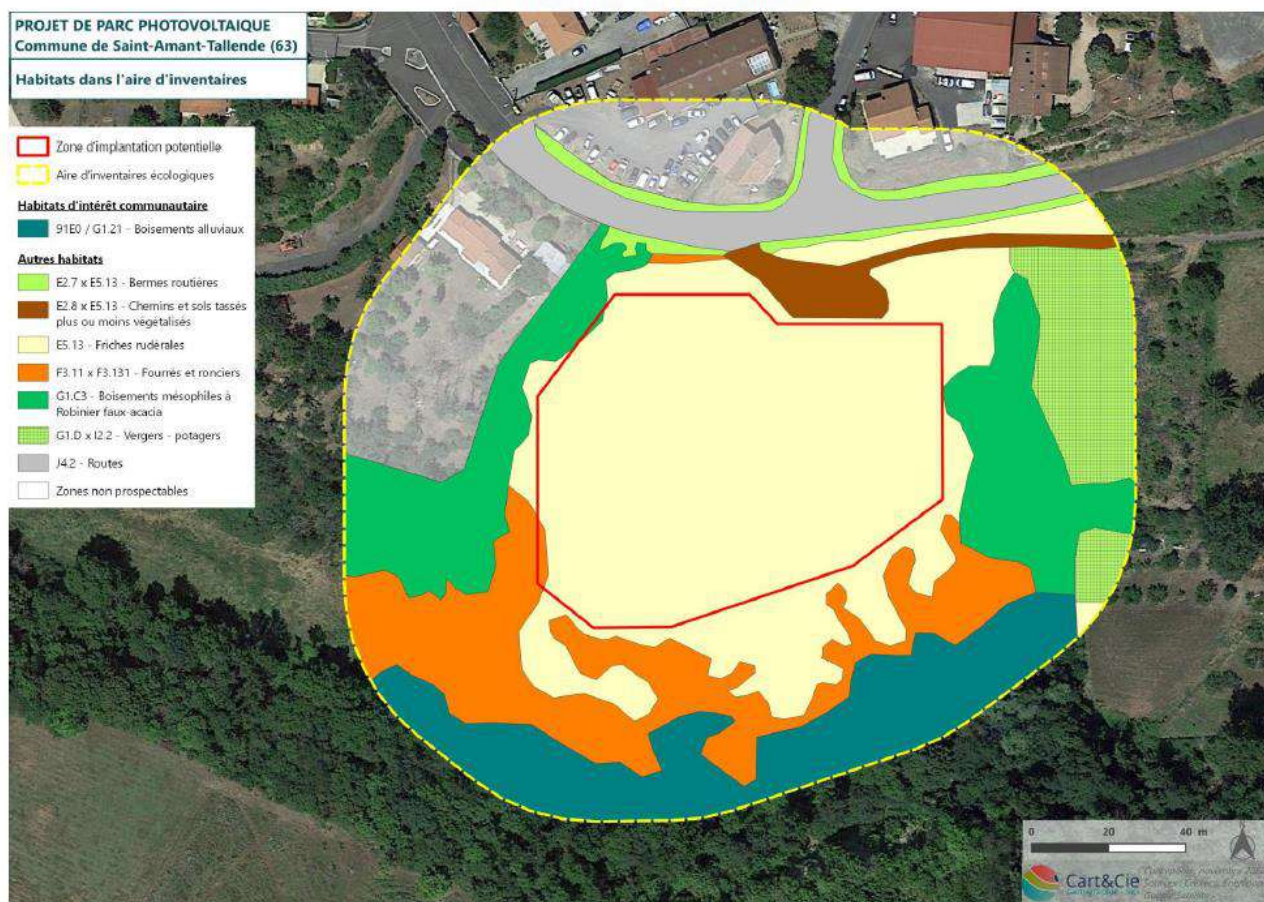 PROJET DE PARC PHOTOVOLTAIQUE
Commune de Saint-Amant-Tallende (63)
Habitats dans l'aire d'inventaires
Zone d'implantation potentielle
Aire d'inventaires écologiques
Habitats d'intérêt communautaire
91E0 / G1.21 - Boisements alluviaux
Autres habitats
E2.7 x E5.13 - Bermes routières
E2.8 x E5.13 - Chemins et sols tassés
plus ou moins végétalisés
E5.13 - Friches rudérales
F3.11 x F3.131 - Fourrés et ronciers
G1.C3 - Boisements mésophiles à
Robinier faux-acacia
G1.D x I2.2 - Vergers - potagers
J4.2 - Routes
Zones non prospectables
0 20 40 m
Cart&Cie